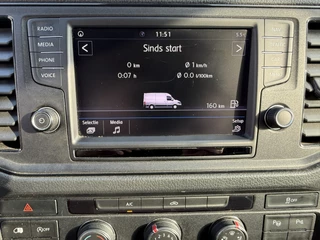 RADIO
11:51
MEDIA
Sinds start
PHONE
0 km
Ø 1 km/h
VOICE
0:07 h
Ø 0.0 l/100km
160 km
Selectie
Media
Setup
A/C
OFF